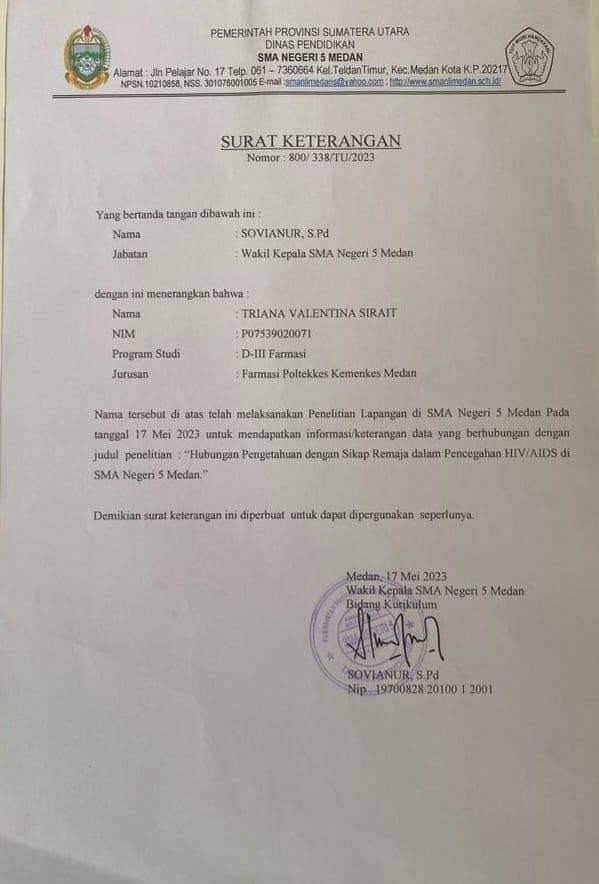 PEMERINTAH PROVINSI SUMATERA UTARA
DINAS PENDIDIKAN
SMA NEGERI 5 MEDAN
Alamat : Jln Pelajar No. 17 Telp. 061 – 7360664 Kel.TeldanTimur, Kec.Medan Kota K.P.20217
NPSN.10210858, NSS. 301076001005 E-mail :smanlimedans@yahoo.com ; http://www.smanlimedan.sch.id/
TUT WURI HANDAYANI
SURAT KETERANGAN
Nomor : 800/ 338/TU/2023
Yang bertanda tangan dibawah ini :
Nama : SOVIANUR, S.Pd
Jabatan : Wakil Kepala SMA Negeri 5 Medan
dengan ini menerangkan bahwa :
Nama : TRIANA VALENTINA SIRAIT
NIM : P07539020071
Program Studi : D-III Farmasi
Jurusan : Farmasi Poltekkes Kemenkes Medan
Nama tersebut di atas telah melaksanakan Penelitian Lapangan di SMA Negeri 5 Medan Pada
tanggal 17 Mei 2023 untuk mendapatkan informasi/keterangan data yang berhubungan dengan
judul penelitian : “Hubungan Pengetahuan dengan Sikap Remaja dalam Pencegahan HIV/AIDS di
SMA Negeri 5 Medan.”
Demikian surat keterangan ini diperbuat untuk dapat dipergunakan seperlunya.
Medan, 17 Mei 2023
Wakil Kepala SMA Negeri 5 Medan
Bidang Kurikulum
SOVIANUR, S.Pd
Nip. 19700828 20100 1 2001